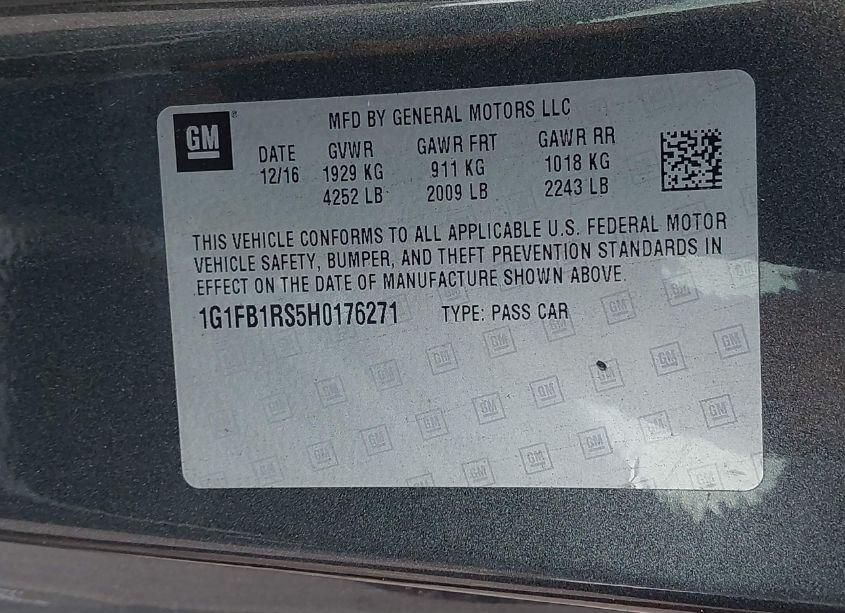 GM
MFD BY GENERAL MOTORS LLC
DATE GVWR GAWR FRT GAWR RR
12/16 1929 KG 911 KG 1018 KG
4252 LB 2009 LB 2243 LB
THIS VEHICLE CONFORMS TO ALL APPLICABLE U.S. FEDERAL MOTOR
VEHICLE SAFETY, BUMPER, AND THEFT PREVENTION STANDARDS IN
EFFECT ON THE DATE OF MANUFACTURE SHOWN ABOVE.
1G1FB1RS5H0176271 TYPE: PASS CAR